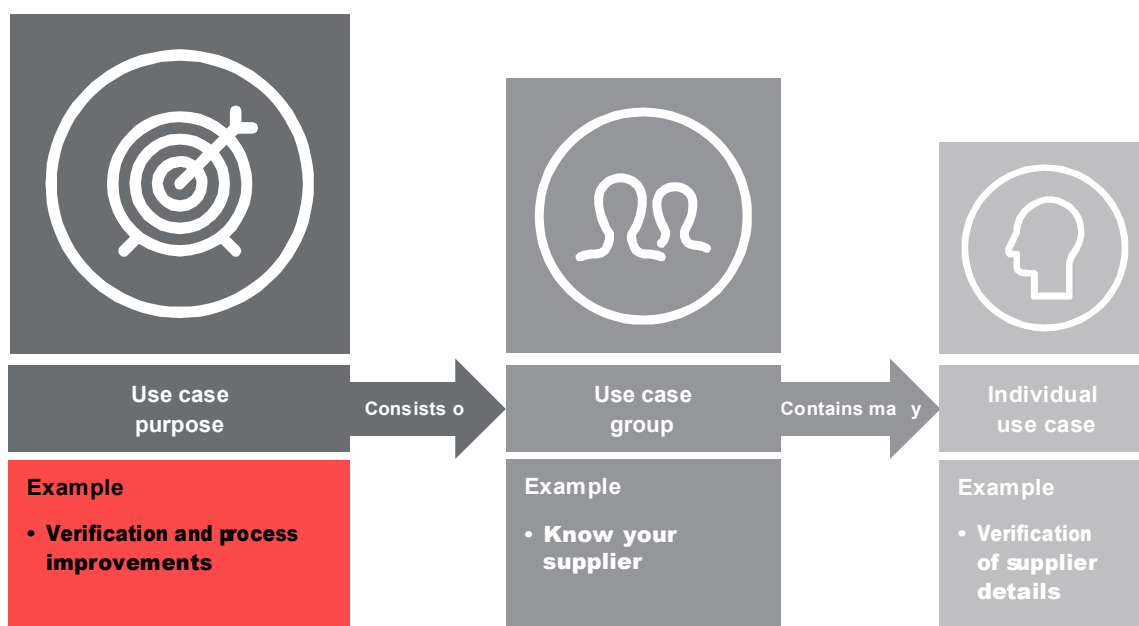 Use case
purpose
Consists o
Use case
group
Contains ma y
Individual
use case
Example
• Verification and process
improvements
Example
• Know your
supplier
Example
• Verification
of supplier
details